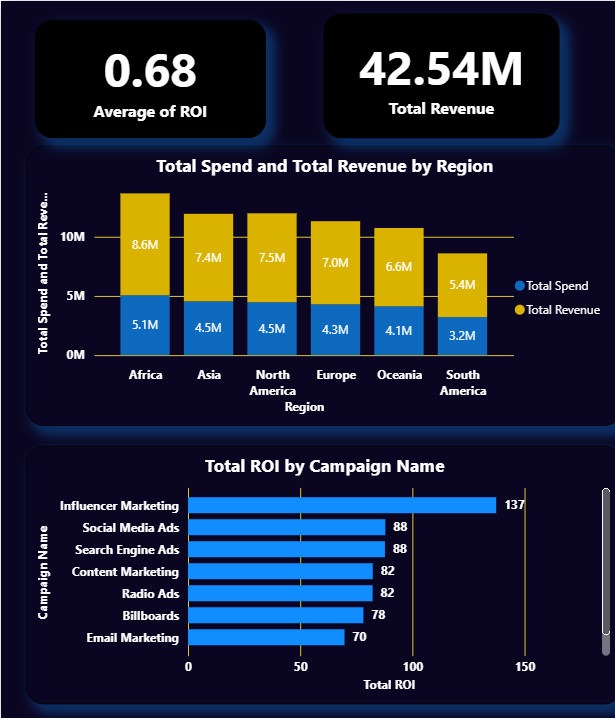 0.68
Average of ROI
42.54M
Total Revenue
Total Spend and Total Revenue by Region
Total Spend and Total Reve...
10M
5M
0M
8.6M
7.4M
7.5M
7.0M
6.6M
5.4M
5.1M
4.5M
4.5M
4.3M
4.1M
3.2M
Africa
Asia
North
America
Europe
Oceania
South
America
Region
Total Spend
Total Revenue
Total ROI by Campaign Name
Campaign Name
Influencer Marketing 137
Social Media Ads 88
Search Engine Ads 88
Content Marketing 82
Radio Ads 82
Billboards 78
Email Marketing 70
0 50 100 150
Total ROI